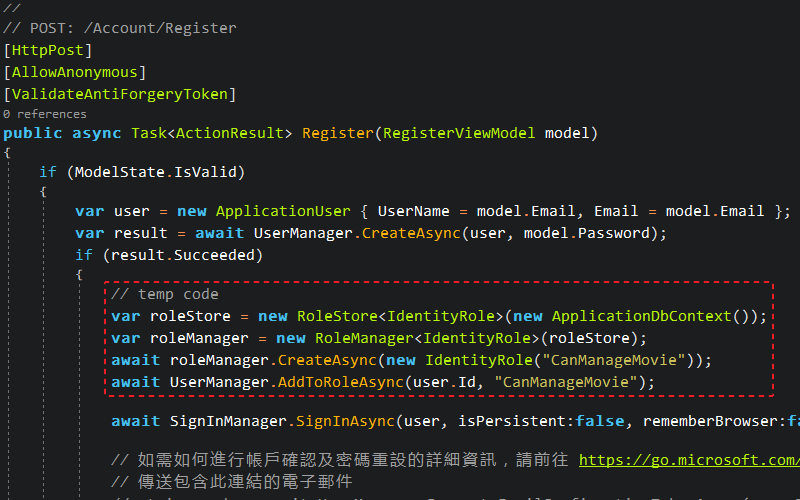 //
// POST: /Account/Register
[HttpPost]
[AllowAnonymous]
[ValidateAntiForgeryToken]
0 references
public async Task<ActionResult> Register(RegisterViewModel model)
{
if (ModelState.IsValid)
{
var user = new ApplicationUser { UserName = model.Email, Email = model.Email };
var result = await UserManager.CreateAsync(user, model.Password);
if (result.Succeeded)
{
// temp code
var roleStore = new RoleStore<IdentityRole>(new ApplicationDbContext());
var roleManager = new RoleManager<IdentityRole>(roleStore);
await roleManager.CreateAsync(new IdentityRole("CanManageMovie"));
await UserManager.AddToRoleAsync(user.Id, "CanManageMovie");
await SignInManager.SignInAsync(user, isPersistent:false, rememberBrowser:fa
// 如需如何進行帳戶確認及密碼重設的詳細資訊，請前往 https://go.microsoft.com/
// 傳送包含此連結的電子郵件